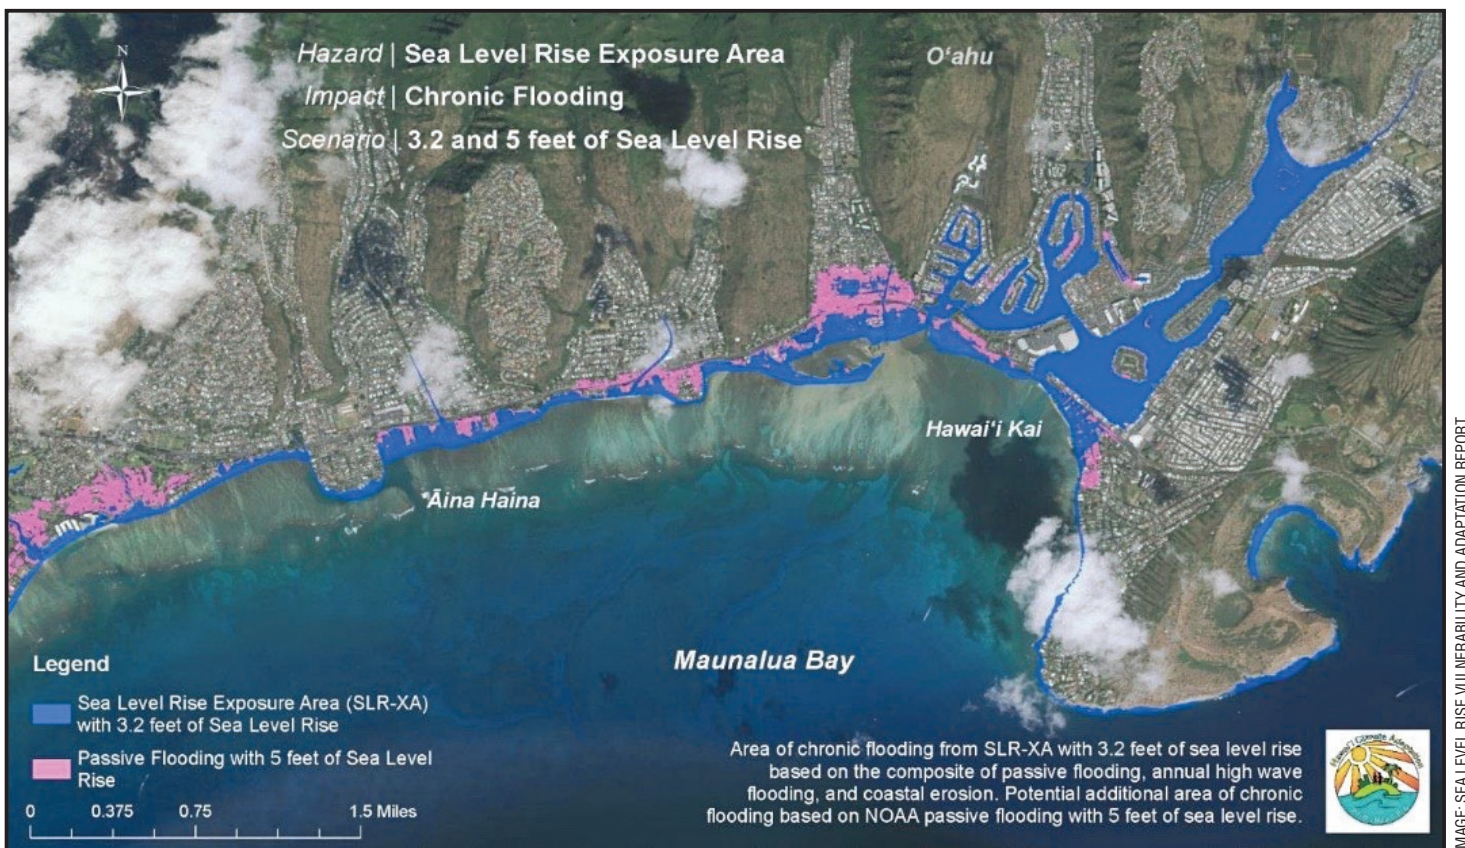 N
Hazard | Sea Level Rise Exposure Area
Impact | Chronic Flooding
Scenario | 3.2 and 5 feet of Sea Level Rise
Oʻahu
Hawaiʻi Kai
Āina Haina
Maunalua Bay
Legend
Sea Level Rise Exposure Area (SLR-XA)
with 3.2 feet of Sea Level Rise
Passive Flooding with 5 feet of Sea Level
Rise
0 0.375 0.75 1.5 Miles
Area of chronic flooding from SLR-XA with 3.2 feet of sea level rise
based on the composite of passive flooding, annual high wave
flooding, and coastal erosion. Potential additional area of chronic
flooding based on NOAA passive flooding with 5 feet of sea level rise.
Hawaiʻi Climate Adaptation
IMAGE: SEA LEVEL RISE VULNERABILITY AND ADAPTATION REPORT